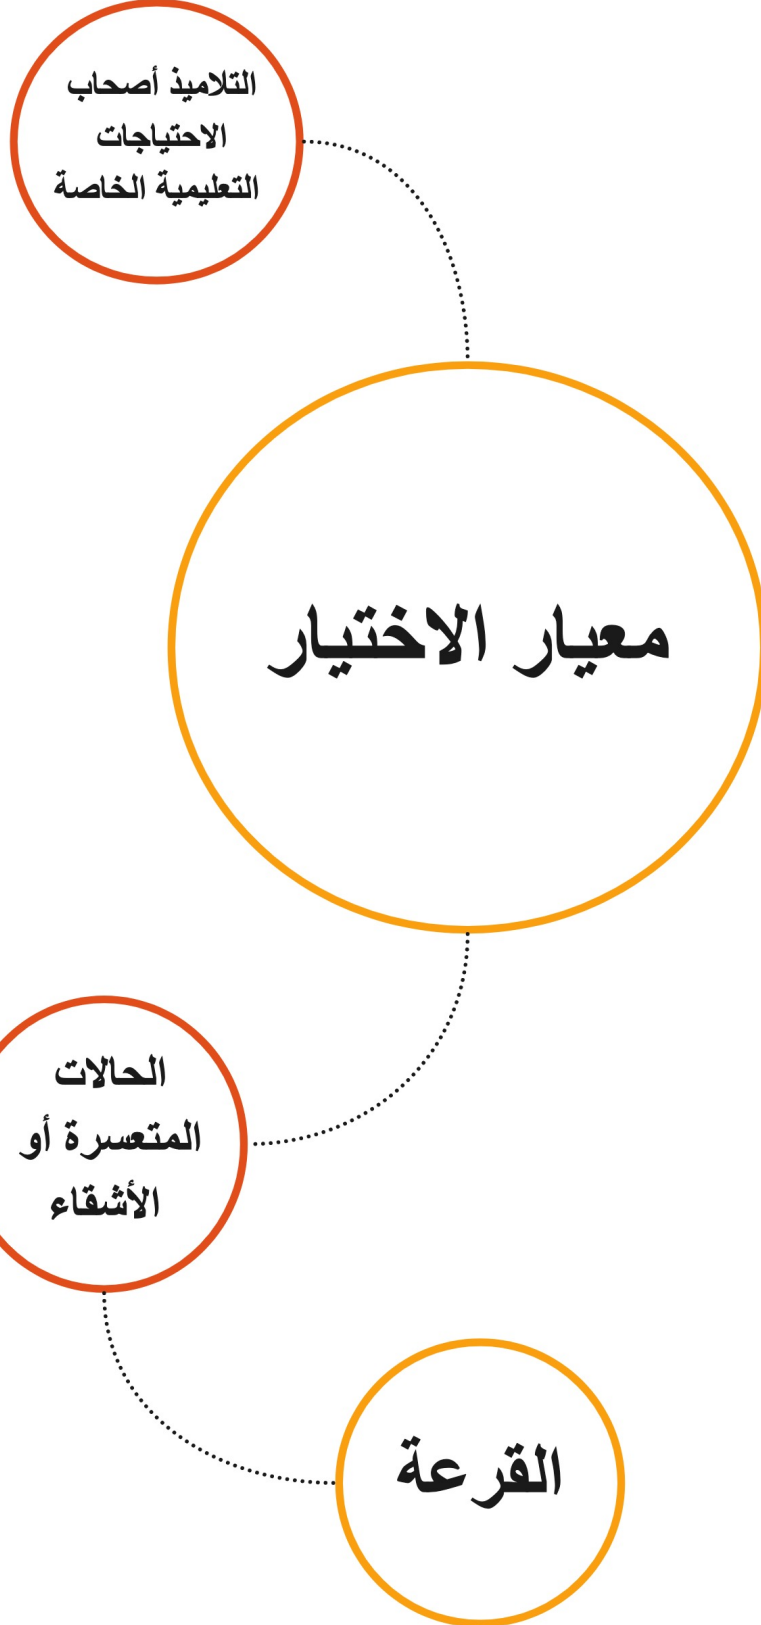 التلاميذ أصحاب
الاحتياجات
التعليمية الخاصة
معيار الاختيار
الحالات
المتعسرة أو
الأشقاء
القرعة